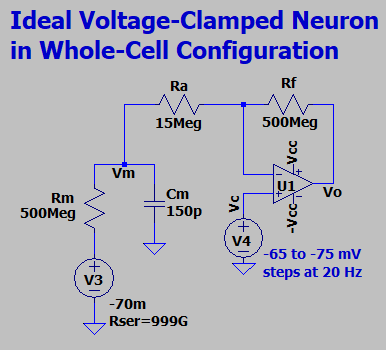 Ideal Voltage-Clamped Neuron
in Whole-Cell Configuration
Ra
15Meg
Rf
500Meg
Vcc
Vm
U1
Vo
Rm
500Meg
Cm
150p
Vc
-Vcc
V4
-65 to -75 mV
steps at 20 Hz
V3
-70m
Rser=999G